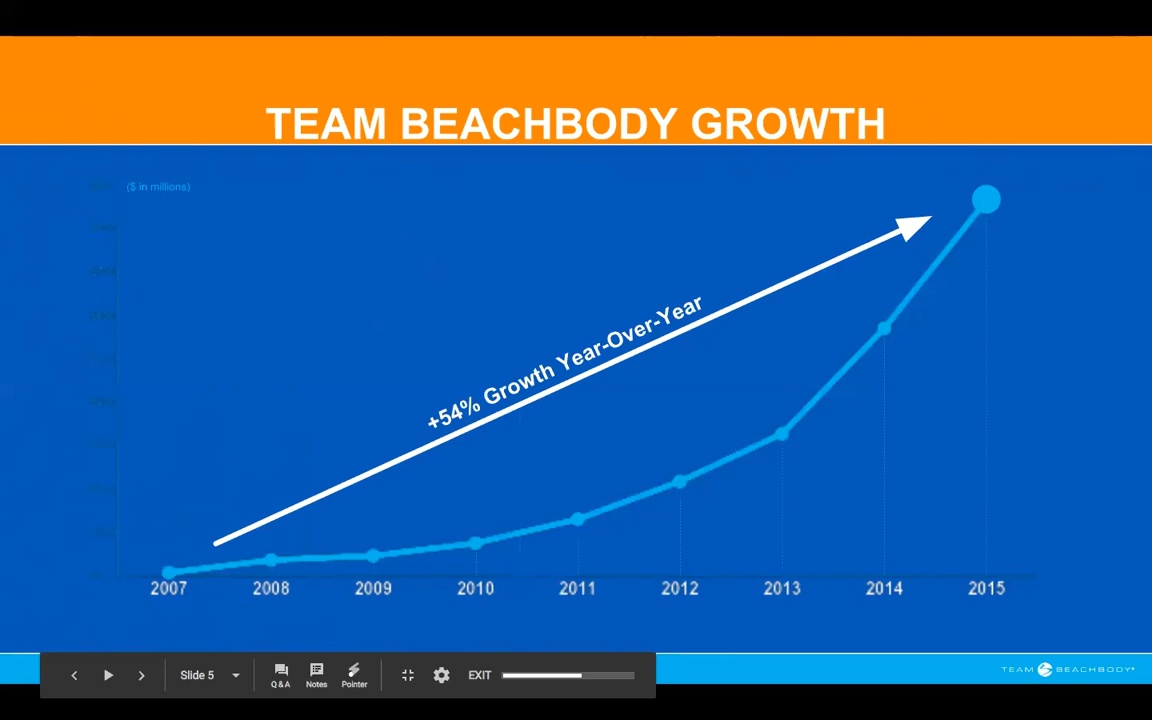 TEAM BEACHBODY GROWTH
($ in millions)
+54% Growth Year-Over-Year
2007 2008 2009 2010 2011 2012 2013 2014 2015
Slide 5
Q&A Notes Pointer
EXIT
TEAM BEACHBODY®